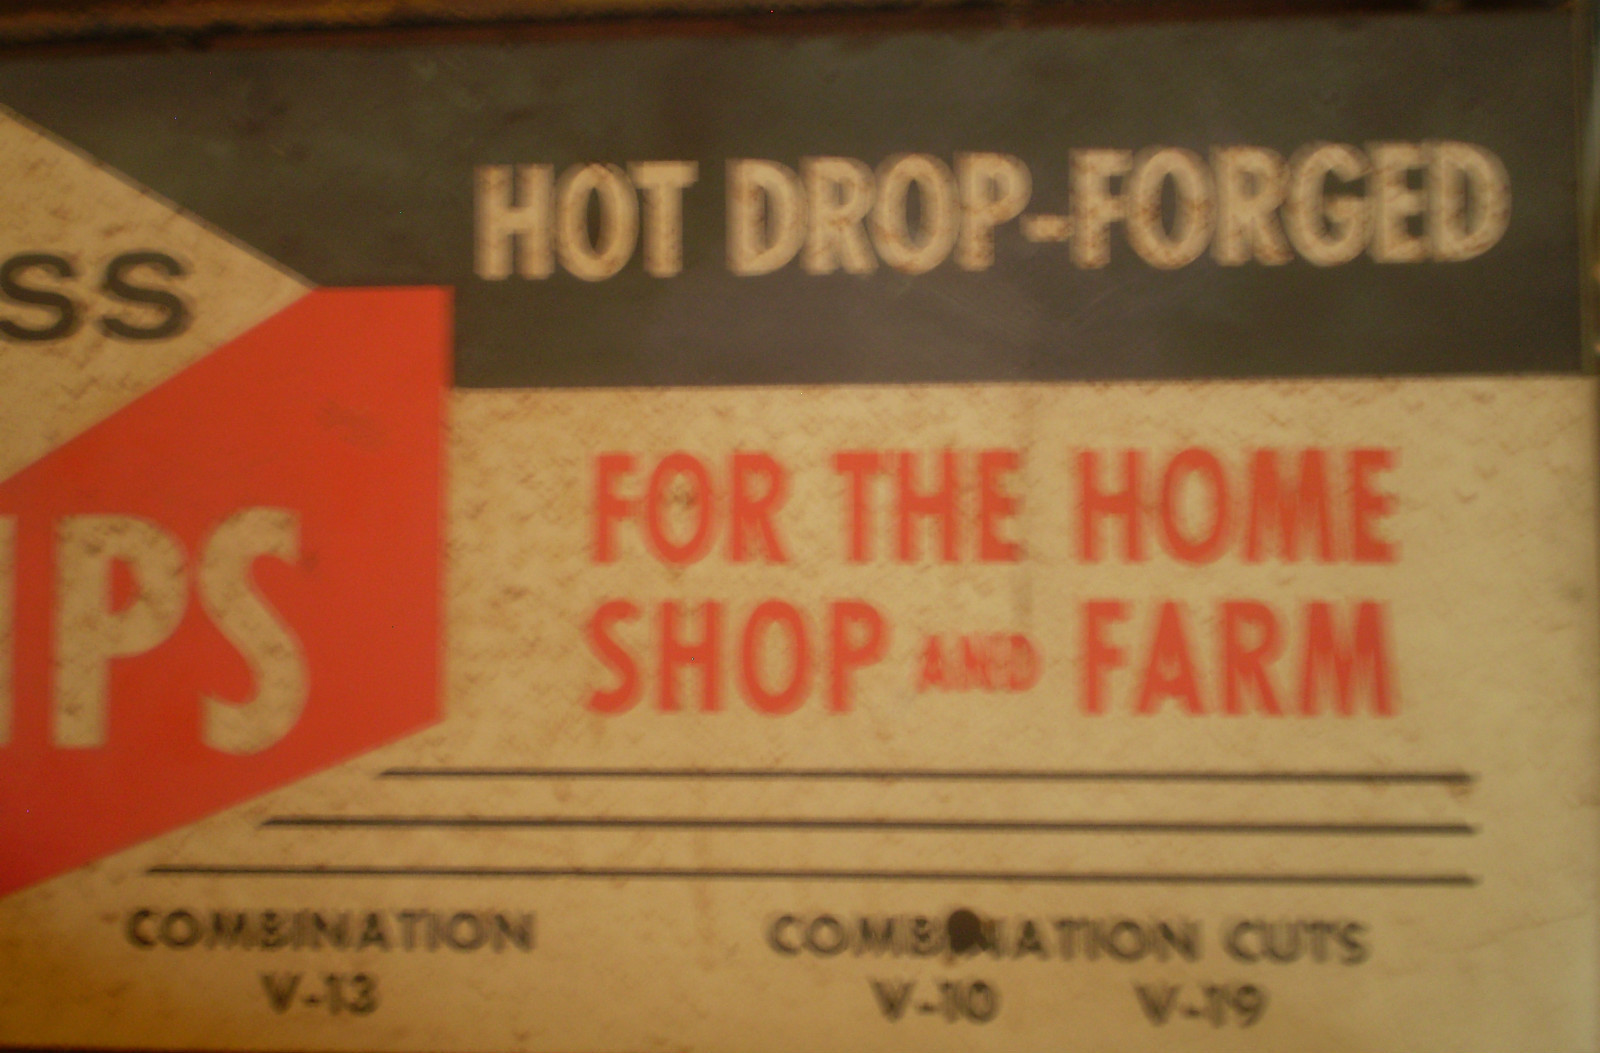 HOT DROP-FORGED
SS
FOR THE HOME
IPS
SHOP AND FARM
COMBINATION
COMBINATION CUTS
V-13
V-10 V-19